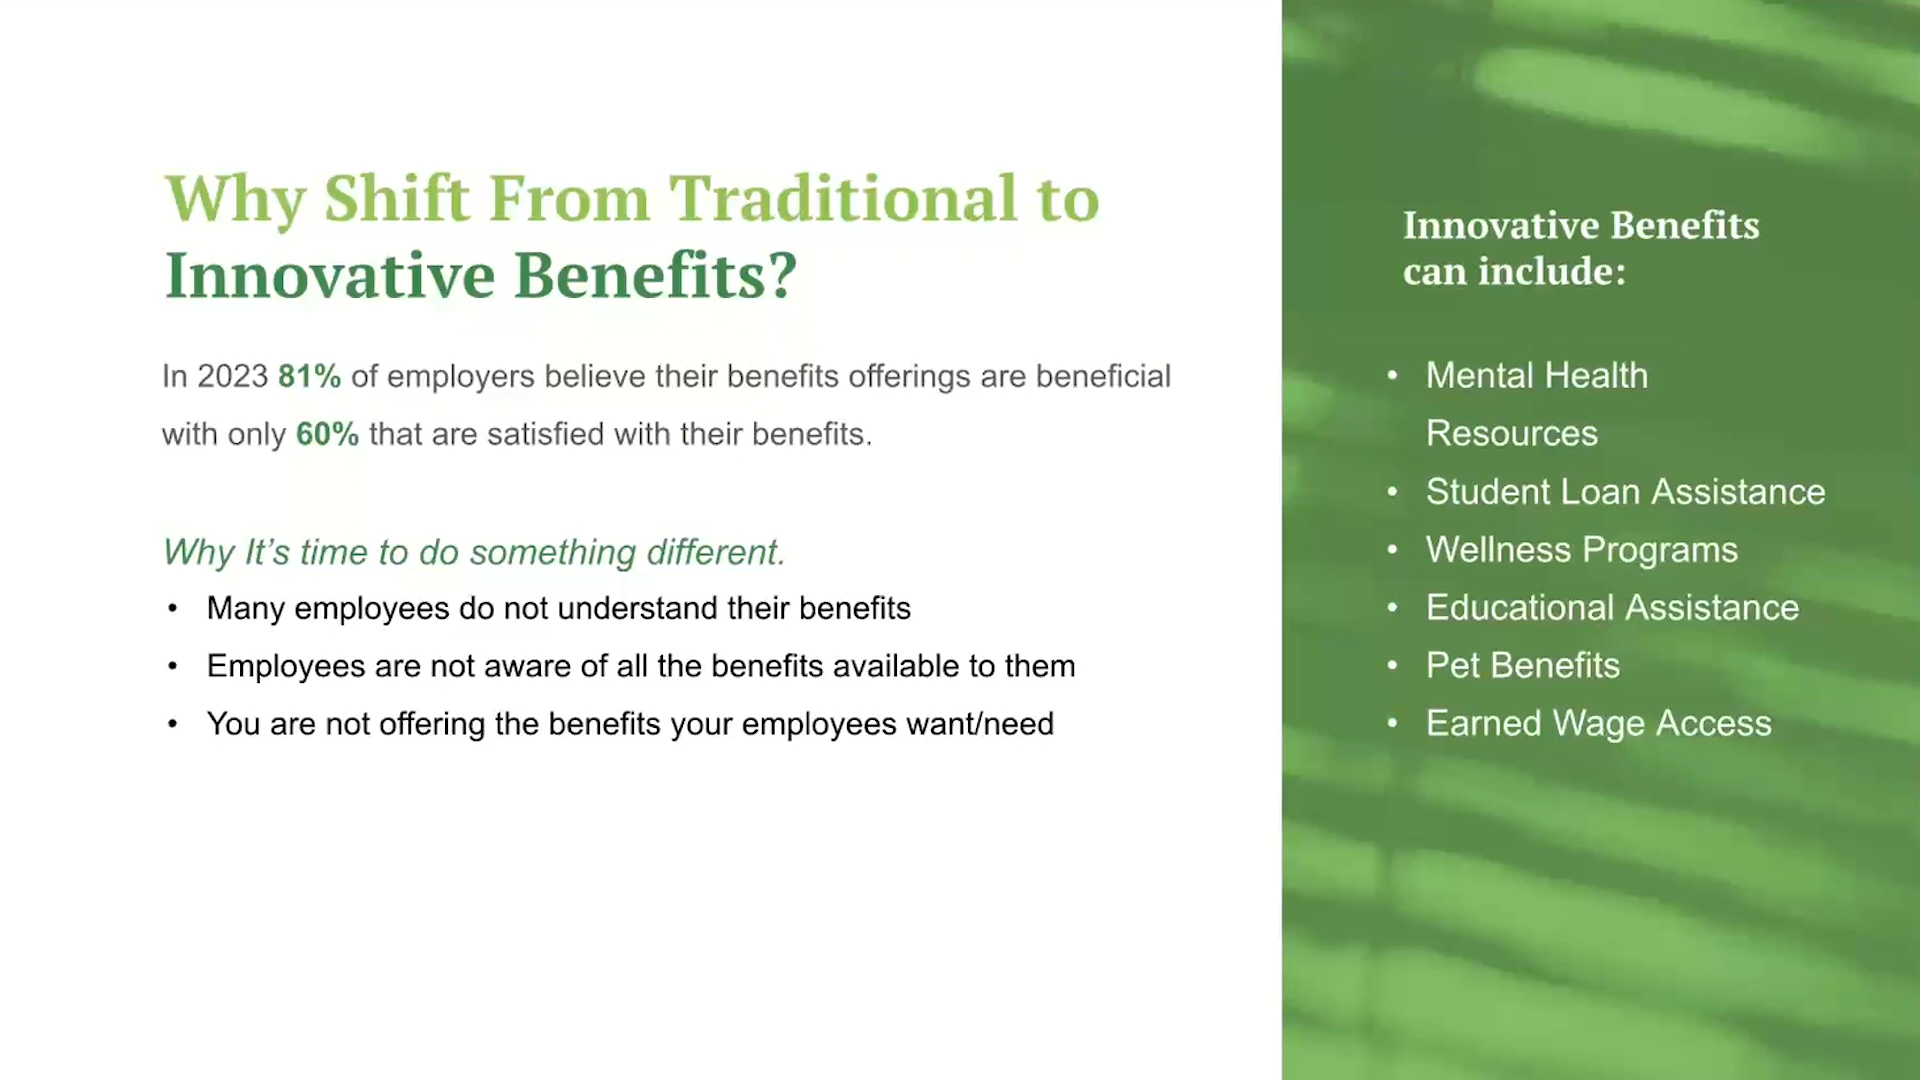 Why Shift From Traditional to
Innovative Benefits?
In 2023 81% of employers believe their benefits offerings are beneficial
with only 60% that are satisfied with their benefits.
Why It’s time to do something different.
• Many employees do not understand their benefits
• Employees are not aware of all the benefits available to them
• You are not offering the benefits your employees want/need
Innovative Benefits
can include:
• Mental Health
Resources
• Student Loan Assistance
• Wellness Programs
• Educational Assistance
• Pet Benefits
• Earned Wage Access